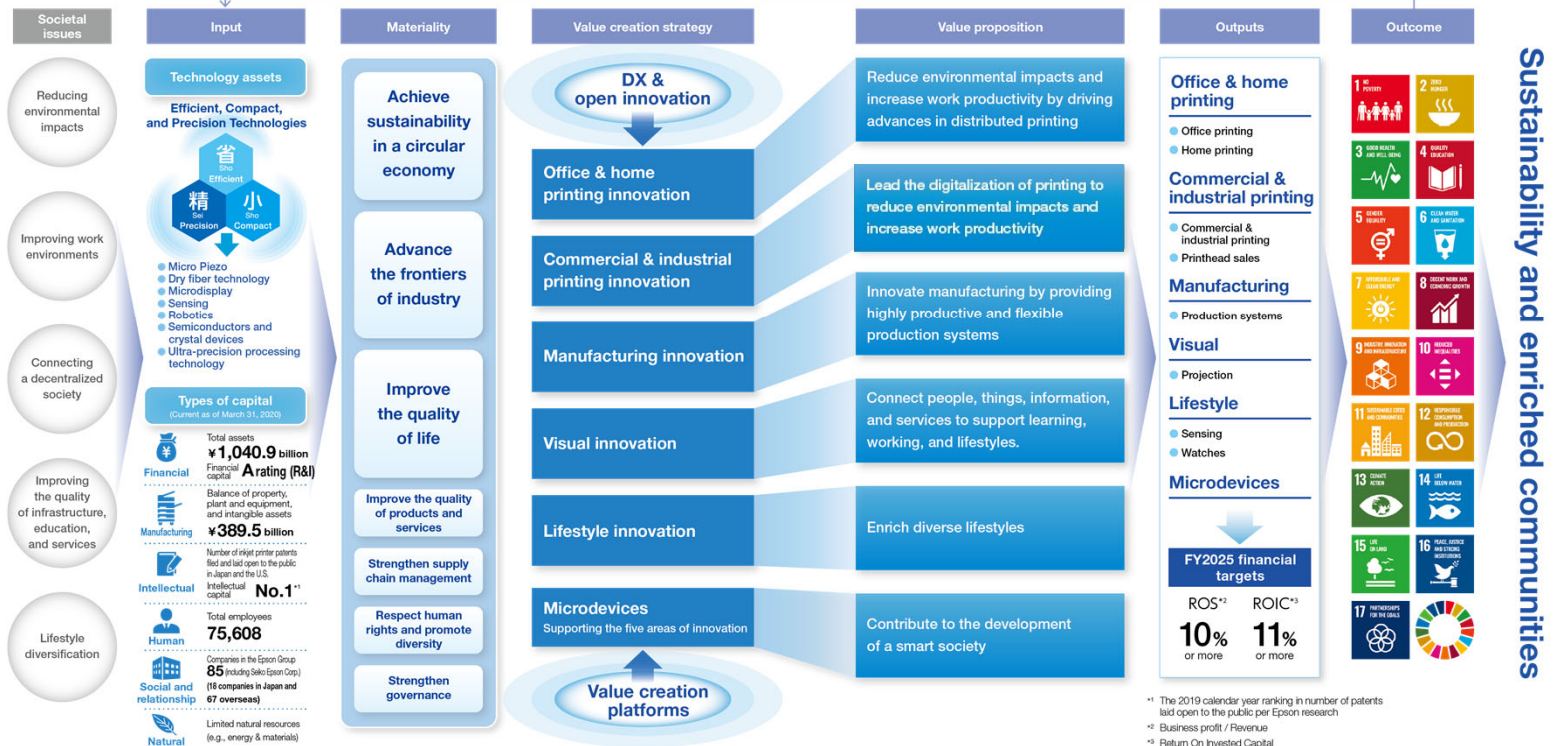 Societal
issues
Input
Materiality
Value creation strategy
Value proposition
Outputs
Outcome
Reducing
environmental
impacts
Improving work
environments
Connecting
a decentralized
society
Improving
the quality
of infrastructure,
education,
and services
Lifestyle
diversification
Technology assets
Efficient, Compact,
and Precision Technologies
省
Sho
Efficient
精
Sei
Precision
小
Sho
Compact
Micro Piezo
Dry fiber technology
Microdisplay
Sensing
Robotics
Semiconductors and
crystal devices
Ultra-precision processing
technology
Types of capital
(Current as of March 31, 2020)
Financial
Total assets
¥1,040.9 billion
Financial capital A rating (R&I)
Manufacturing
Balance of property,
plant and equipment,
and intangible assets
¥389.5 billion
Intellectual
Number of inkjet printer patents
filed and laid open to the public
in Japan and the U.S.
Intellectual capital No.1*1
Human
Total employees
75,608
Social and
relationship
Companies in the Epson Group
85 (including Seiko Epson Corp.)
(18 companies in Japan and
67 overseas)
Natural
Limited natural resources
(e.g., energy & materials)
Achieve
sustainability
in a circular
economy
Advance
the frontiers
of industry
Improve
the quality
of life
Improve the quality
of products and
services
Strengthen supply
chain management
Respect human
rights and promote
diversity
Strengthen
governance
DX &
open innovation
Office & home
printing innovation
Commercial & industrial
printing innovation
Manufacturing innovation
Visual innovation
Lifestyle innovation
Microdevices
Supporting the five areas of innovation
Value creation
platforms
Reduce environmental impacts and
increase work productivity by driving
advances in distributed printing
Lead the digitalization of printing to
reduce environmental impacts and
increase work productivity
Innovate manufacturing by providing
highly productive and flexible
production systems
Connect people, things, information,
and services to support learning,
working, and lifestyles.
Enrich diverse lifestyles
Contribute to the development
of a smart society
Office & home
printing
Office printing
Home printing
Commercial &
industrial printing
Commercial &
industrial printing
Printhead sales
Manufacturing
Production systems
Visual
Projection
Lifestyle
Sensing
Watches
Microdevices
FY2025 financial
targets
ROS*2
10%
or more
ROIC*3
11%
or more
1 NO
POVERTY
2 ZERO
HUNGER
3 GOOD HEALTH
AND WELL-BEING
4 QUALITY
EDUCATION
5 GENDER
EQUALITY
6 CLEAN WATER
AND SANITATION
7 AFFORDABLE AND
CLEAN ENERGY
8 DECENT WORK AND
ECONOMIC GROWTH
9 INDUSTRY, INNOVATION
AND INFRASTRUCTURE
10 REDUCED
INEQUALITIES
11 SUSTAINABLE CITIES
AND COMMUNITIES
12 RESPONSIBLE
CONSUMPTION
AND PRODUCTION
13 CLIMATE
ACTION
14 LIFE
BELOW WATER
15 LIFE
ON LAND
16 PEACE, JUSTICE
AND STRONG
INSTITUTIONS
17 PARTNERSHIPS
FOR THE GOALS
Sustainability and enriched communities
*1 The 2019 calendar year ranking in number of patents
laid open to the public per Epson research
*2 Business profit / Revenue
*3 Return On Invested Capital